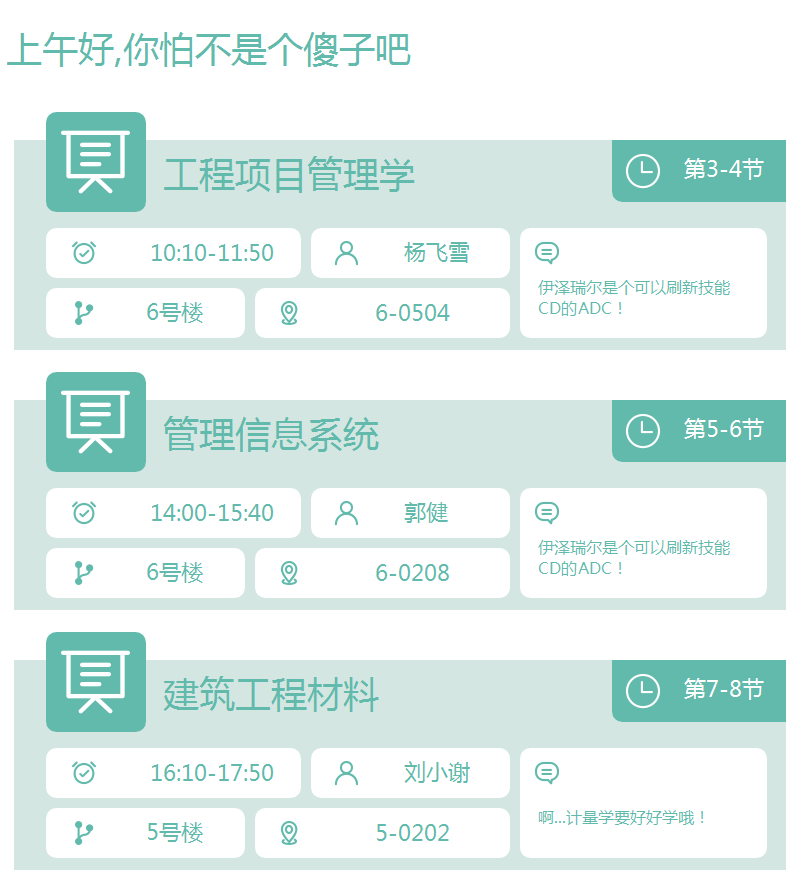 上午好,你怕不是个傻子吧
工程项目管理学
第3-4节
10:10-11:50
杨飞雪
6号楼
6-0504
伊泽瑞尔是个可以刷新技能
CD的ADC！
管理信息系统
第5-6节
14:00-15:40
郭健
6号楼
6-0208
伊泽瑞尔是个可以刷新技能
CD的ADC！
建筑工程材料
第7-8节
16:10-17:50
刘小谢
5号楼
5-0202
啊...计量学要好好学哦！